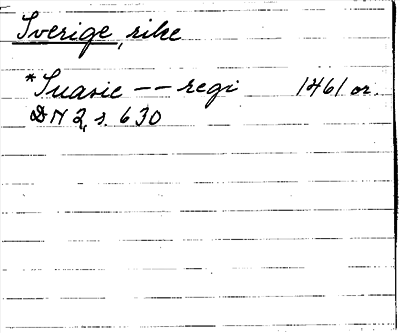 Sverige, rike
*Suasie -- regi 1461 or.
DN 2, s. 630